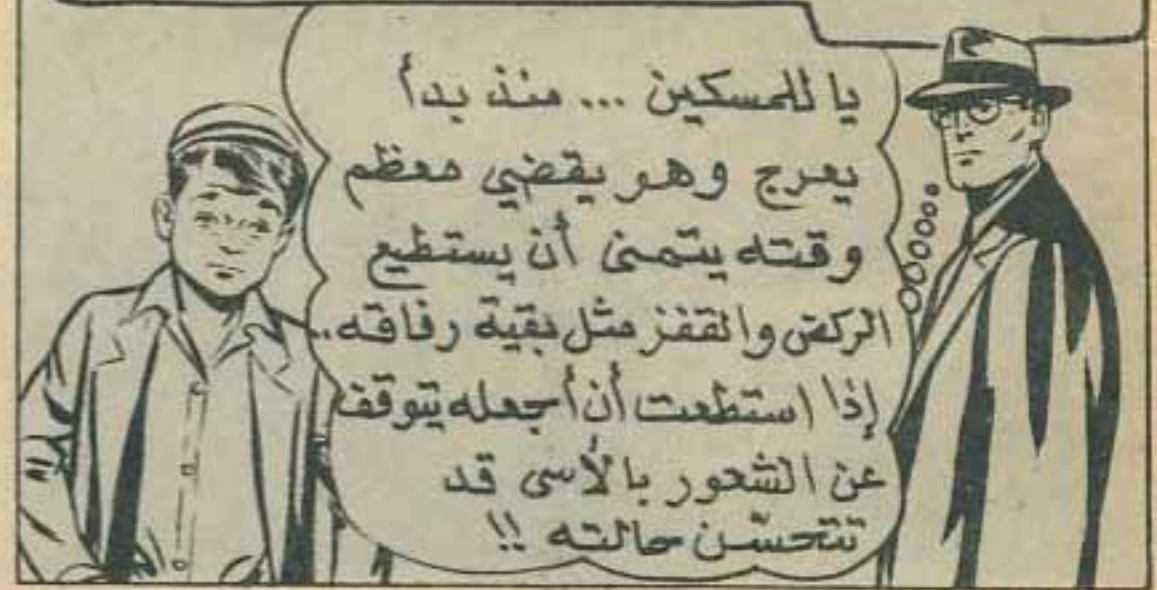 يا للمسكين ... منذ بدأ
يعرج وهو يقضي معظم
وقته يتمنى أن يستطيع
الركض والقفز مثل بقية رفاقه..
إذا استطعت أن أجعله يتوقف
عن الشعور بالأسى قد
تتحسّن حالته !!